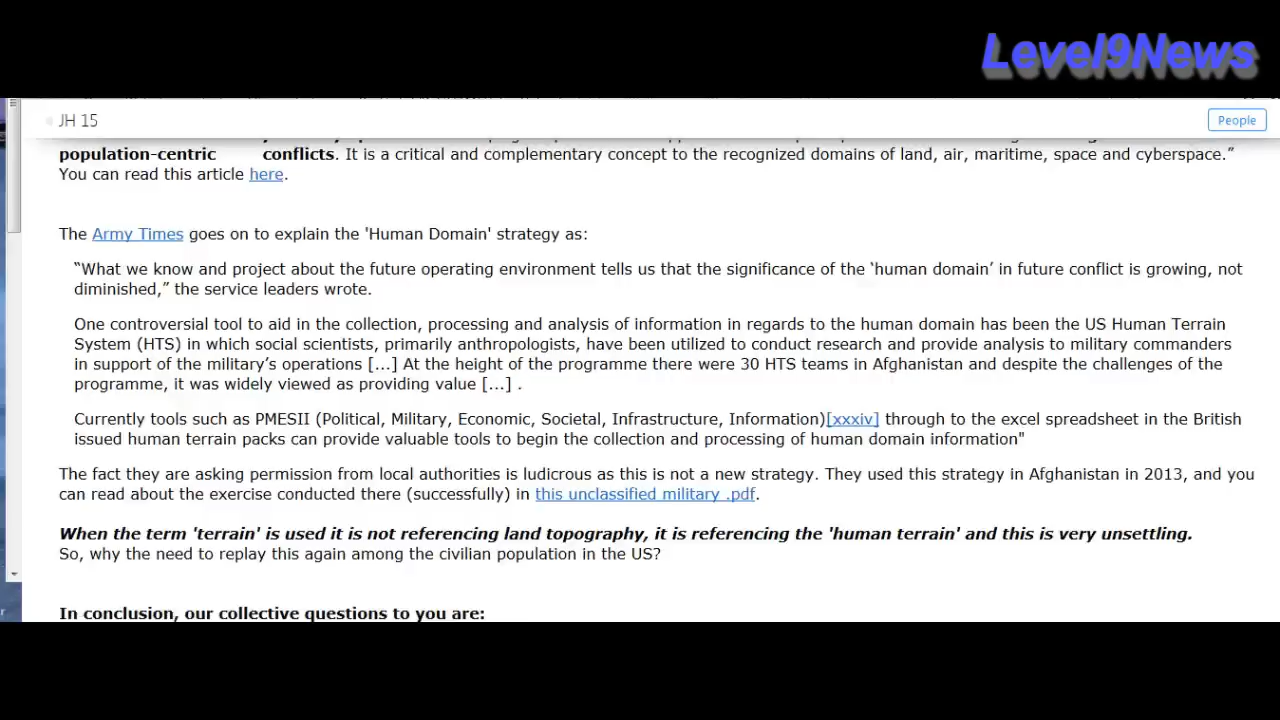 Level9News
JH 15
People
population-centric conflicts. It is a critical and complementary concept to the recognized domains of land, air, maritime, space and cyberspace.”
You can read this article here.
The Army Times goes on to explain the 'Human Domain' strategy as:
“What we know and project about the future operating environment tells us that the significance of the ‘human domain’ in future conflict is growing, not
diminished,” the service leaders wrote.
One controversial tool to aid in the collection, processing and analysis of information in regards to the human domain has been the US Human Terrain
System (HTS) in which social scientists, primarily anthropologists, have been utilized to conduct research and provide analysis to military commanders
in support of the military’s operations […] At the height of the programme there were 30 HTS teams in Afghanistan and despite the challenges of the
programme, it was widely viewed as providing value […] .
Currently tools such as PMESII (Political, Military, Economic, Societal, Infrastructure, Information)[xxxiv] through to the excel spreadsheet in the British
issued human terrain packs can provide valuable tools to begin the collection and processing of human domain information"
The fact they are asking permission from local authorities is ludicrous as this is not a new strategy. They used this strategy in Afghanistan in 2013, and you
can read about the exercise conducted there (successfully) in this unclassified military .pdf.
When the term 'terrain' is used it is not referencing land topography, it is referencing the 'human terrain' and this is very unsettling.
So, why the need to replay this again among the civilian population in the US?
In conclusion, our collective questions to you are: